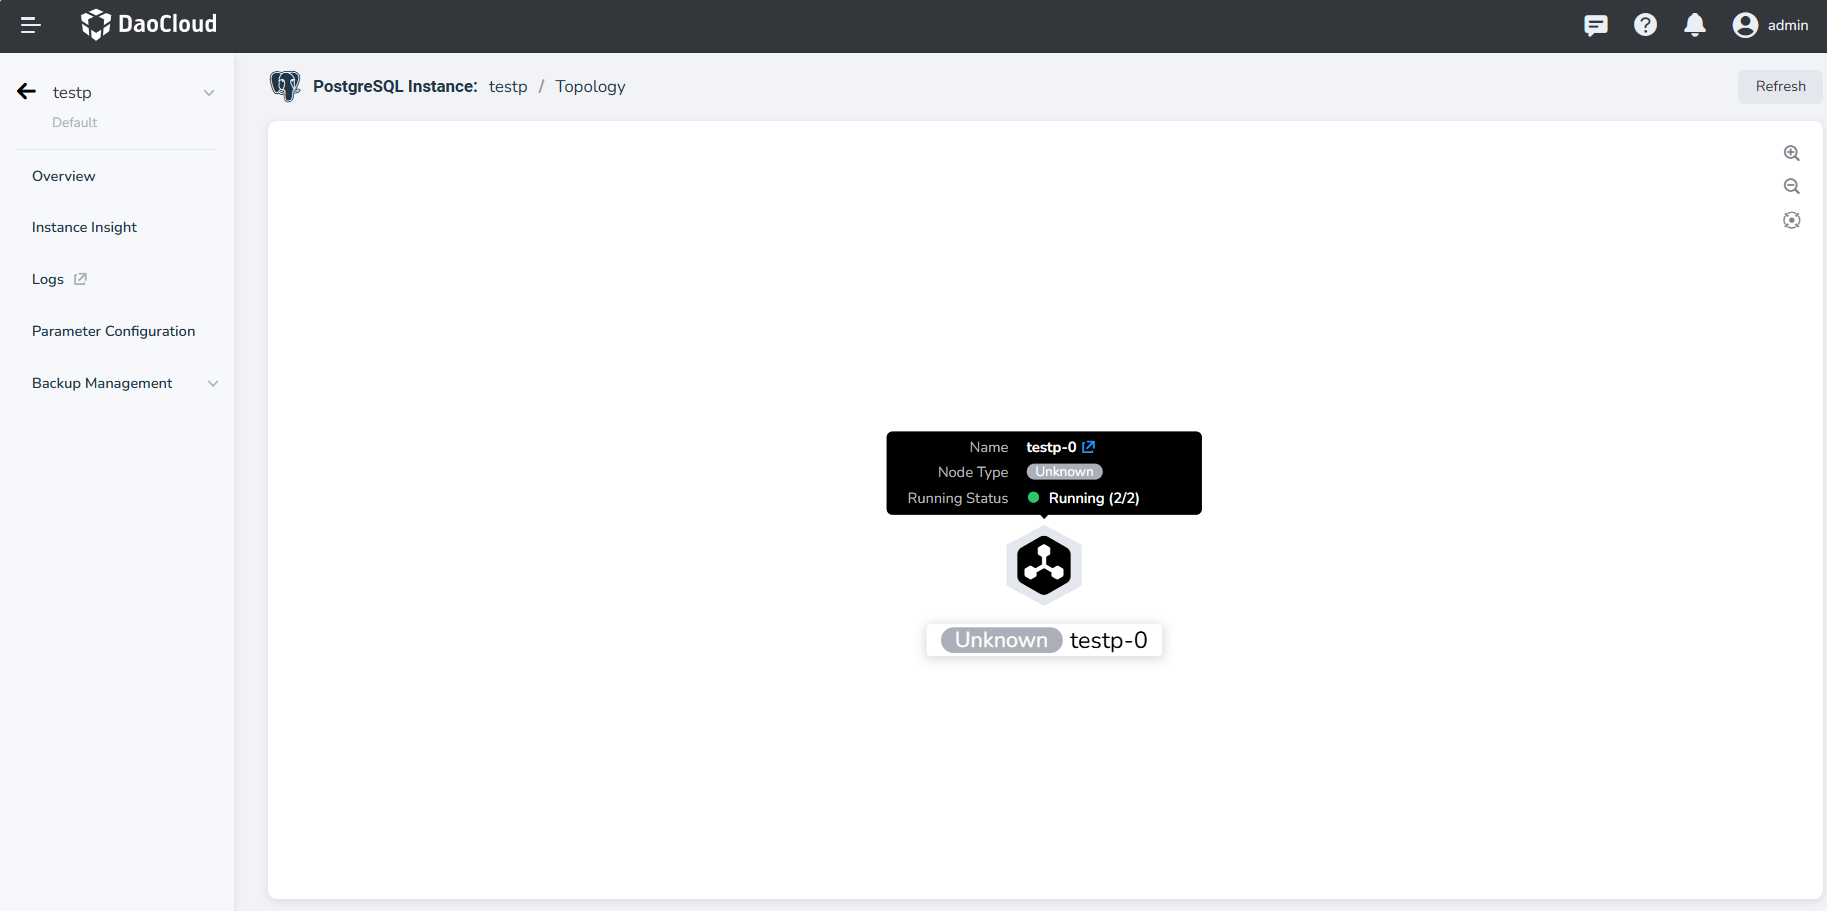 DaoCloud
admin
testp
Default
Overview
Instance Insight
Logs
Parameter Configuration
Backup Management
PostgreSQL Instance: testp / Topology
Refresh
Name testp-0
Node Type Unknown
Running Status Running (2/2)
Unknown testp-0